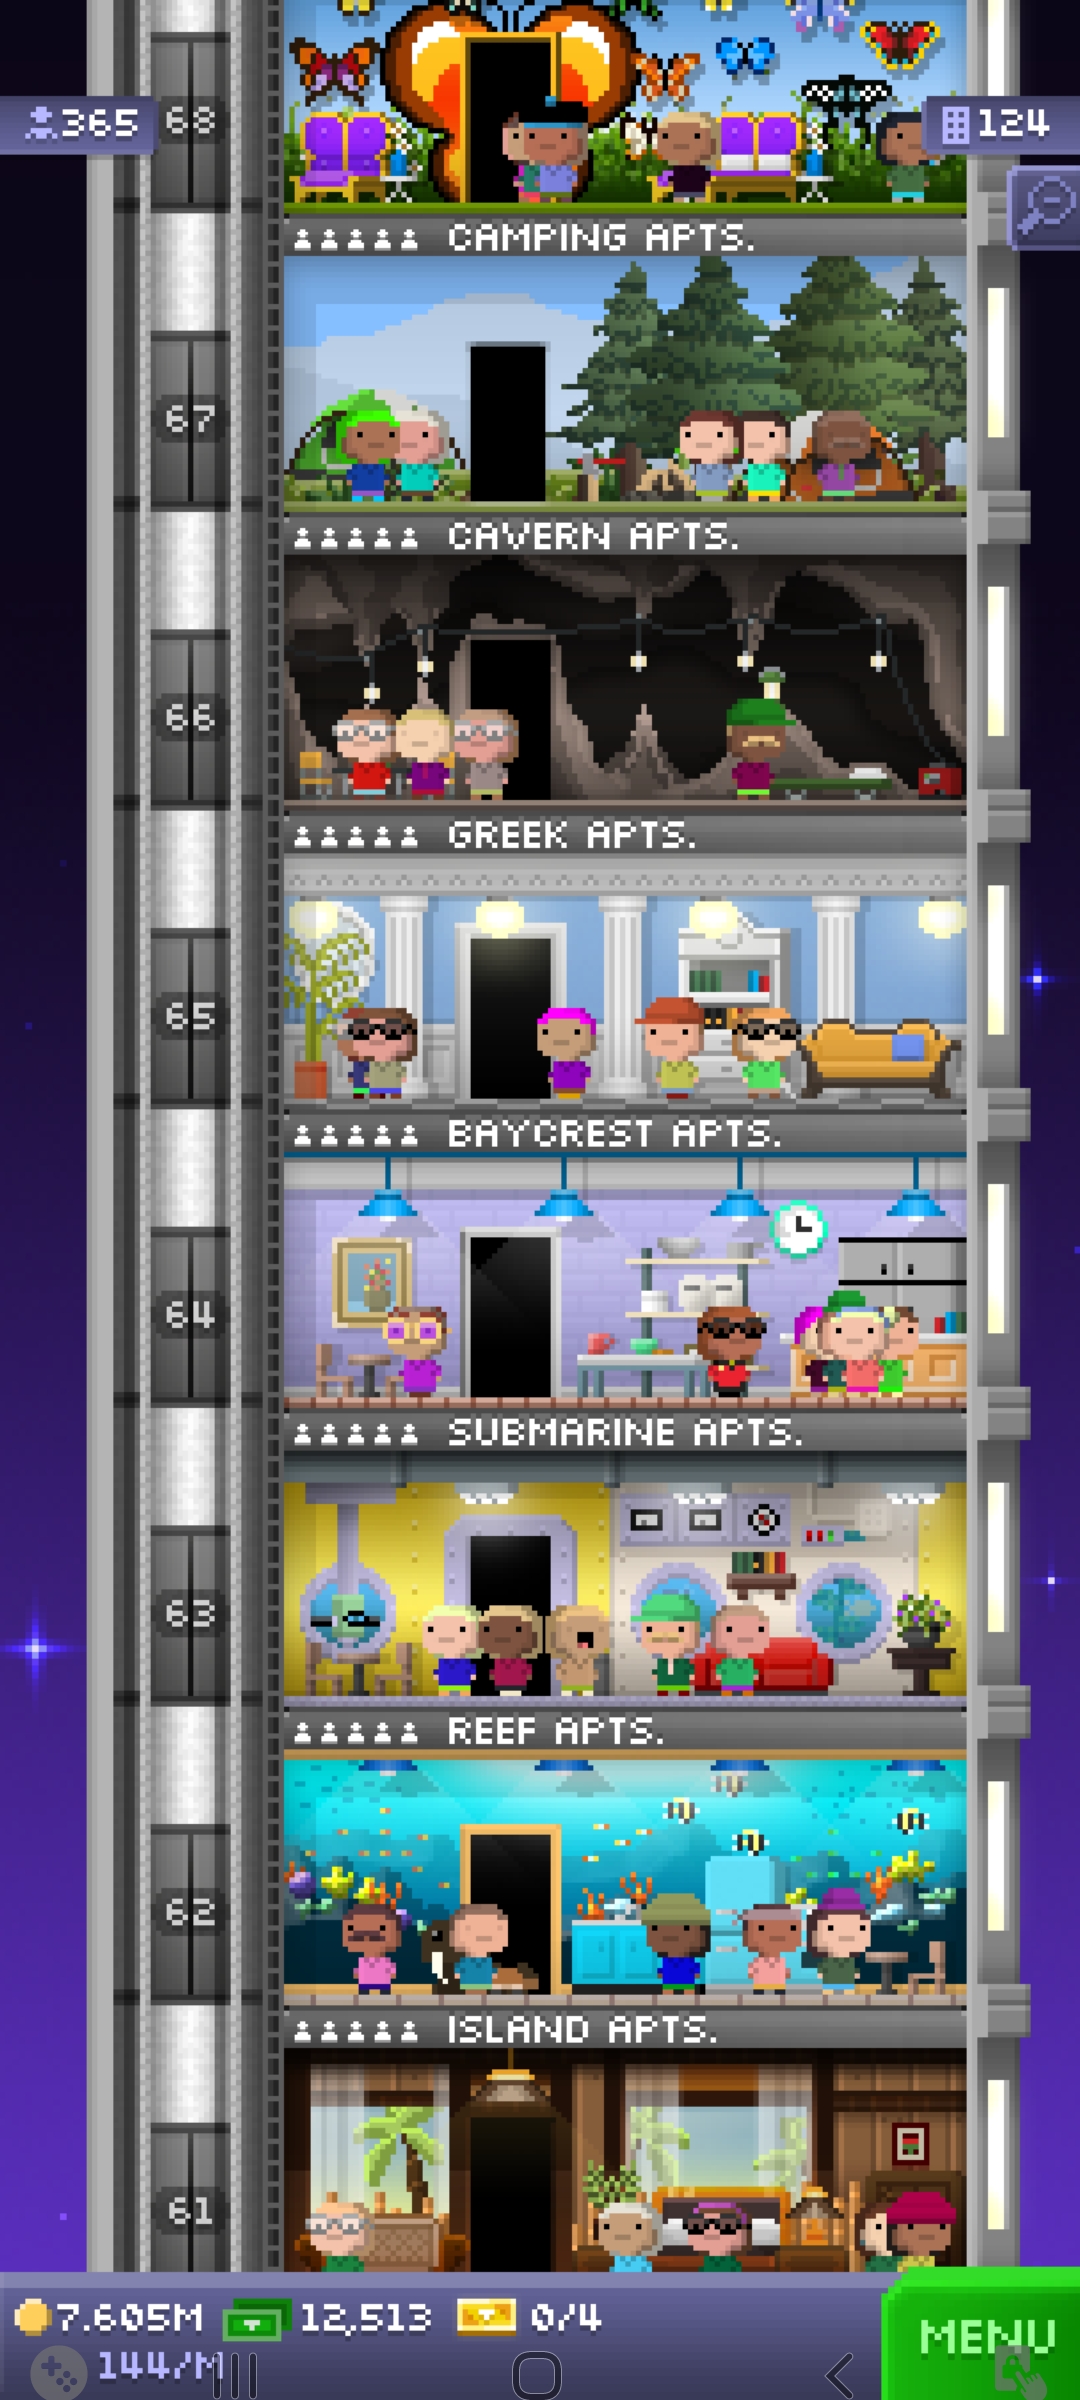 68
365
124
CAMPING APTS.
67
CAVERN APTS.
66
GREEK APTS.
65
BAYCREST APTS.
64
SUBMARINE APTS.
63
REEF APTS.
62
ISLAND APTS.
61
7.605M 12,513 0/4
MENU
144/M